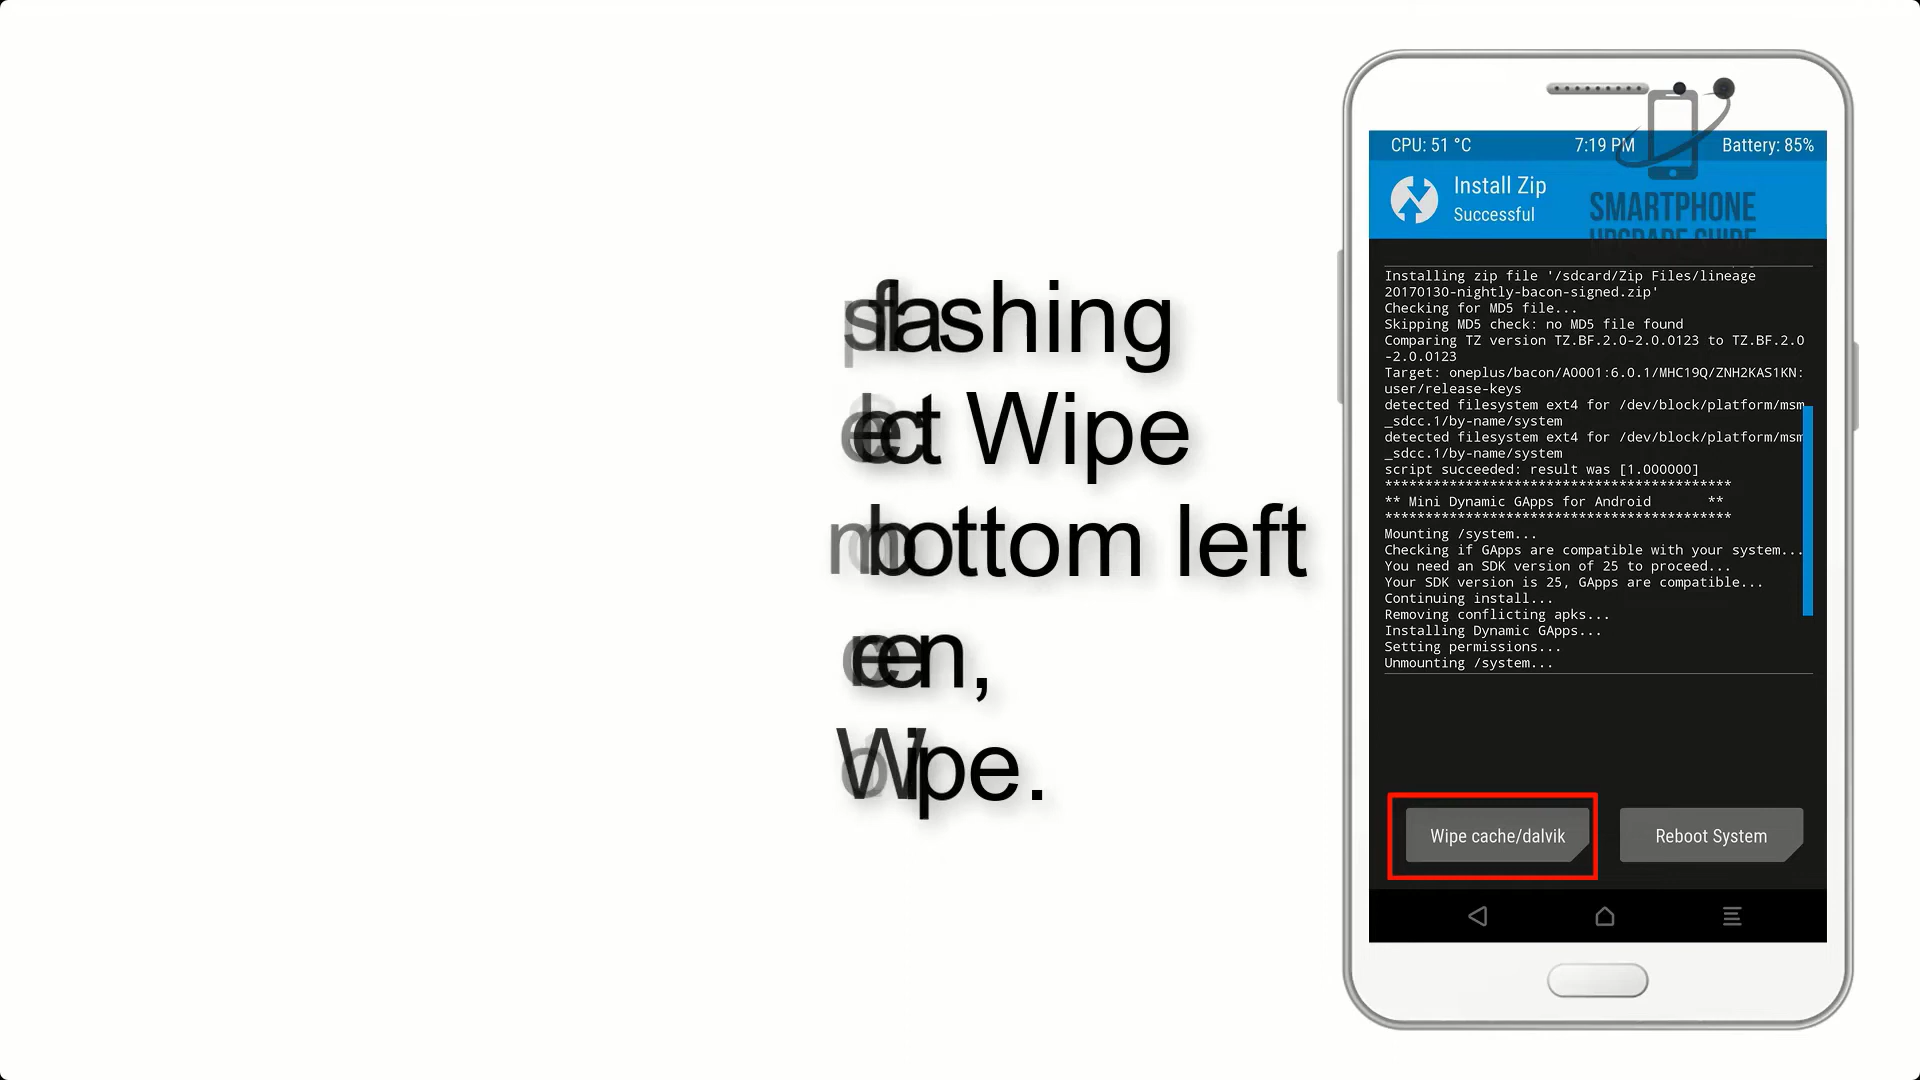 flashing
Wipe
bottom left
Wipe.
CPU: 51 °C
7:19 PM
Battery: 85%
Install Zip
Successful
SMARTPHONE
UPGRADE GUIDE
Installing zip file '/sdcard/Zip Files/lineage
20170130-nightly-bacon-signed.zip'
Checking for MD5 file...
Skipping MD5 check: no MD5 file found
Comparing TZ version TZ.BF.2.0-2.0.0123 to TZ.BF.2.0
-2.0.0123
Target: oneplus/bacon/A0001:6.0.1/MHC19Q/ZNH2KAS1KN:
user/release-keys
detected filesystem ext4 for /dev/block/platform/msm
_sdcc.1/by-name/system
detected filesystem ext4 for /dev/block/platform/msm
_sdcc.1/by-name/system
script succeeded: result was [1.000000]
*******************************************
** Mini Dynamic GApps for Android       **
*******************************************
Mounting /system...
Checking if GApps are compatible with your system...
You need an SDK version of 25 to proceed...
Your SDK version is 25, GApps are compatible...
Continuing install...
Removing conflicting apks...
Installing Dynamic GApps...
Setting permissions...
Unmounting /system...
Wipe cache/dalvik
Reboot System